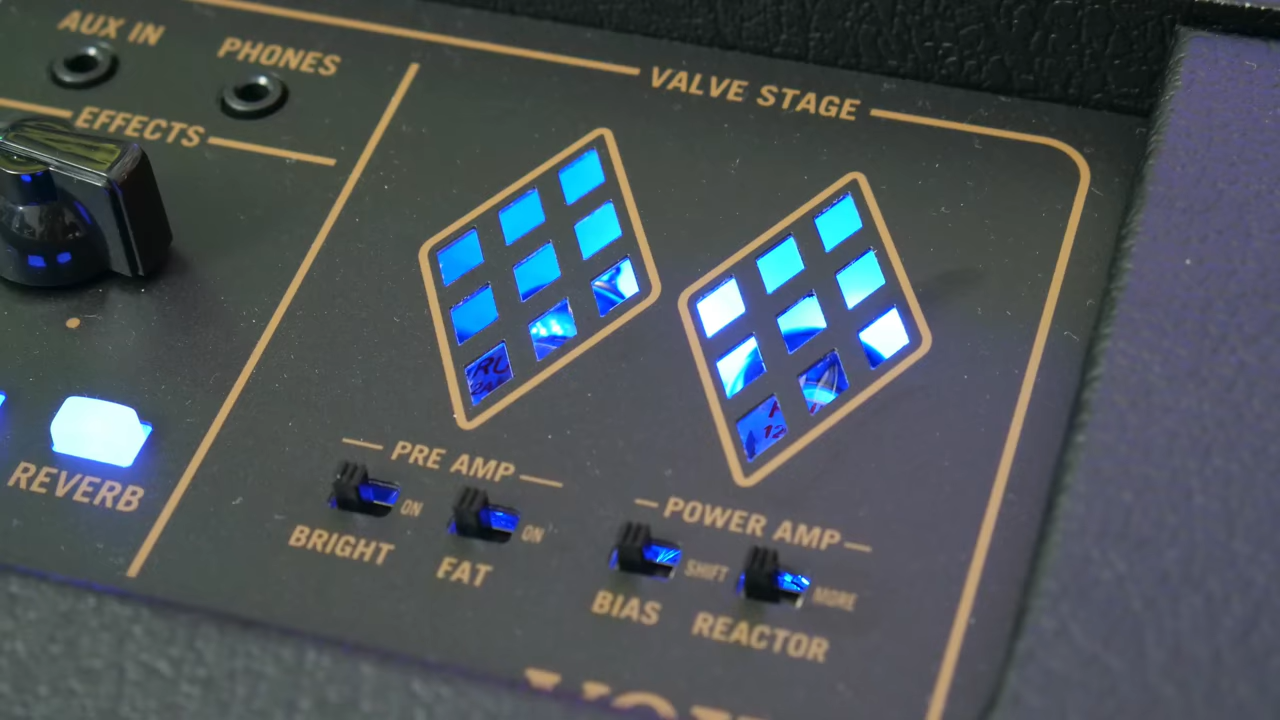 AUX IN
PHONES
EFFECTS
VALVE STAGE
REVERB
PRE AMP
ON
ON
BRIGHT
FAT
POWER AMP
SHIFT
MORE
BIAS
REACTOR